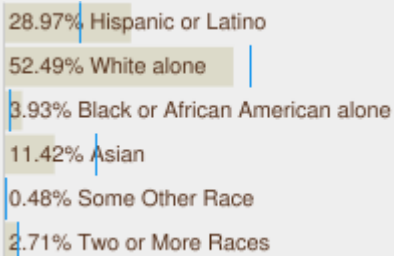 28.97% Hispanic or Latino
52.49% White alone
3.93% Black or African American alone
11.42% Asian
0.48% Some Other Race
2.71% Two or More Races